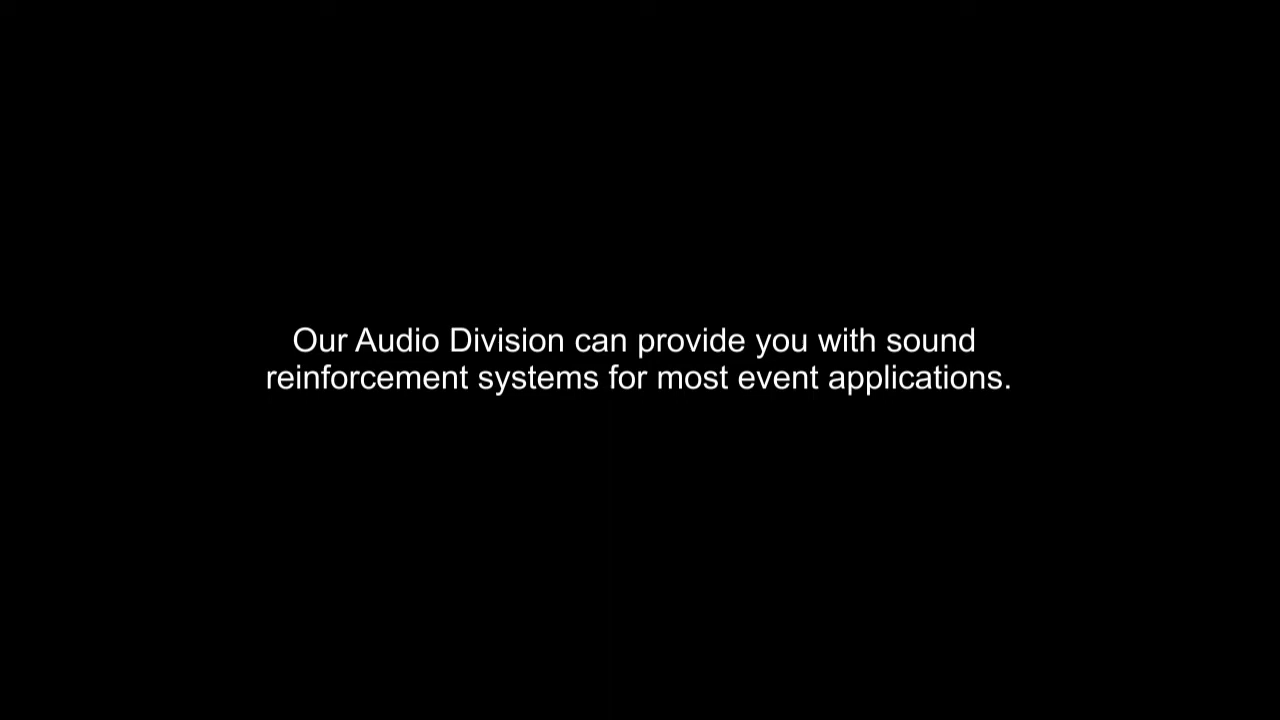 Our Audio Division can provide you with sound
reinforcement systems for most event applications.